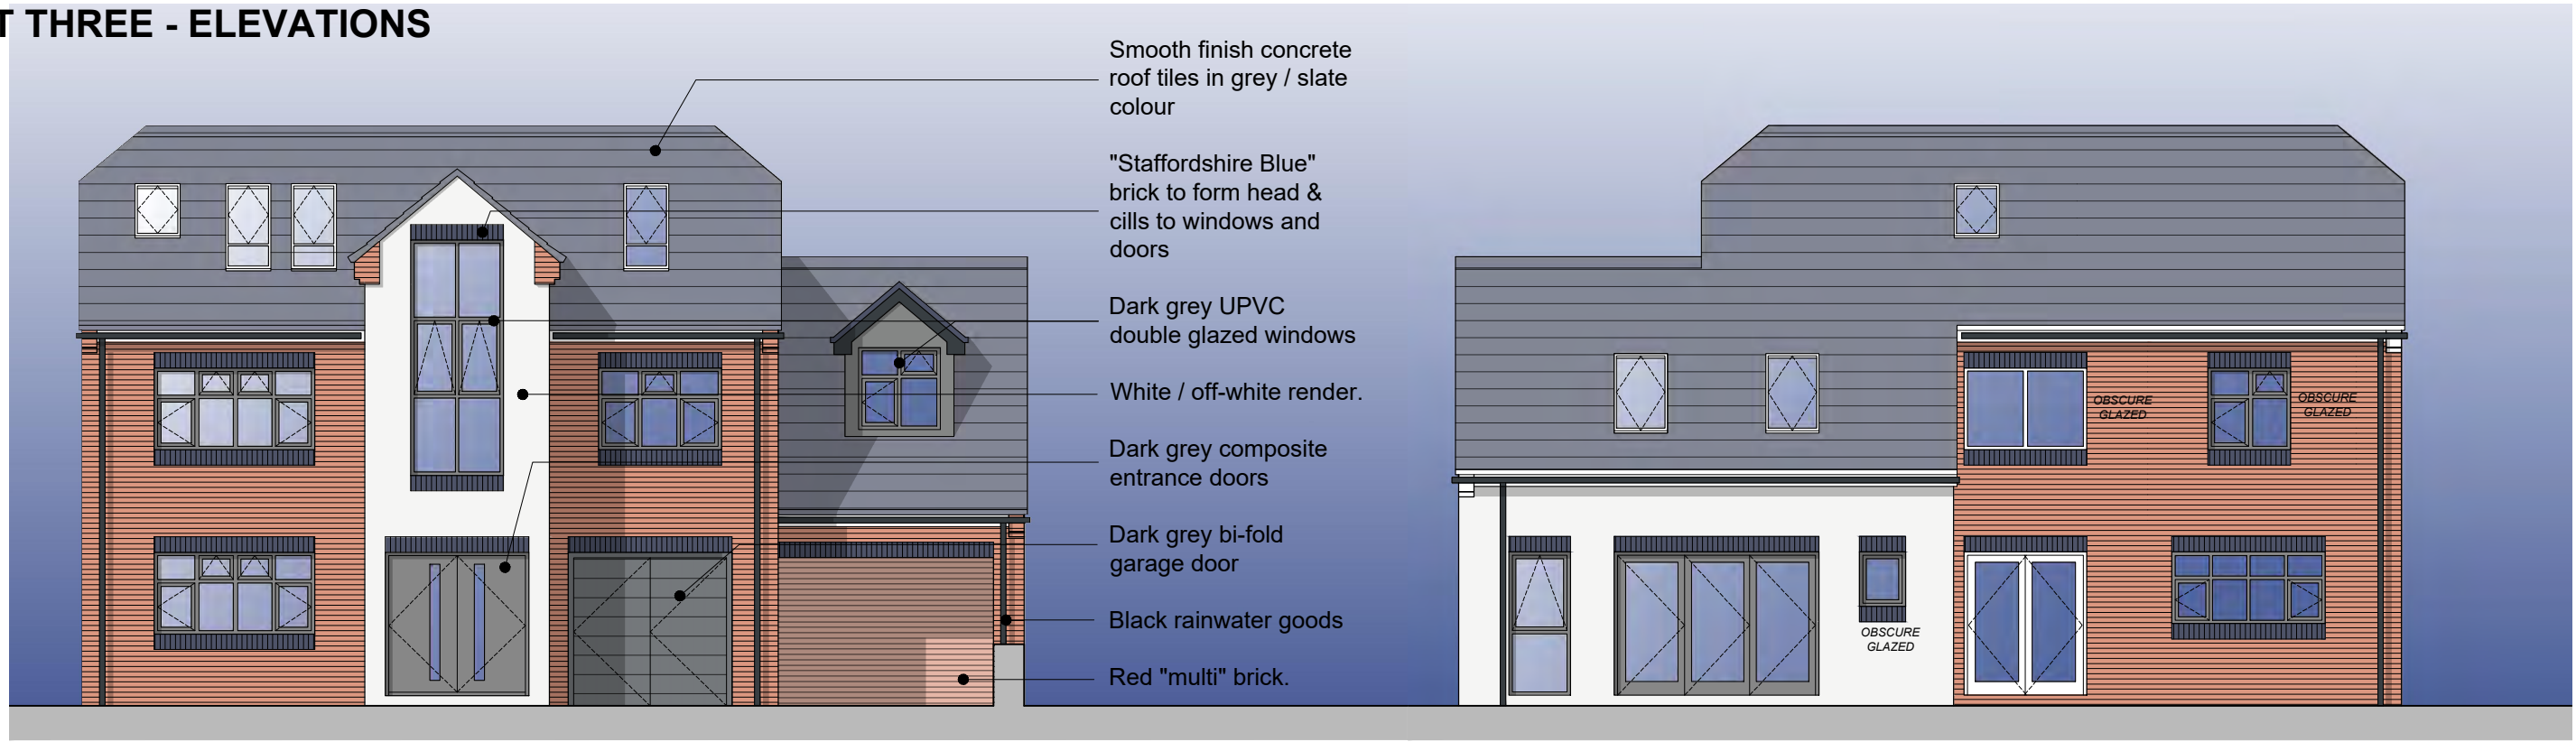 T THREE - ELEVATIONS
Smooth finish concrete
roof tiles in grey / slate
colour
"Staffordshire Blue"
brick to form head &
cills to windows and
doors
Dark grey UPVC
double glazed windows
White / off-white render.
Dark grey composite
entrance doors
Dark grey bi-fold
garage door
Black rainwater goods
Red "multi" brick.
OBSCURE
GLAZED
OBSCURE
GLAZED
OBSCURE
GLAZED